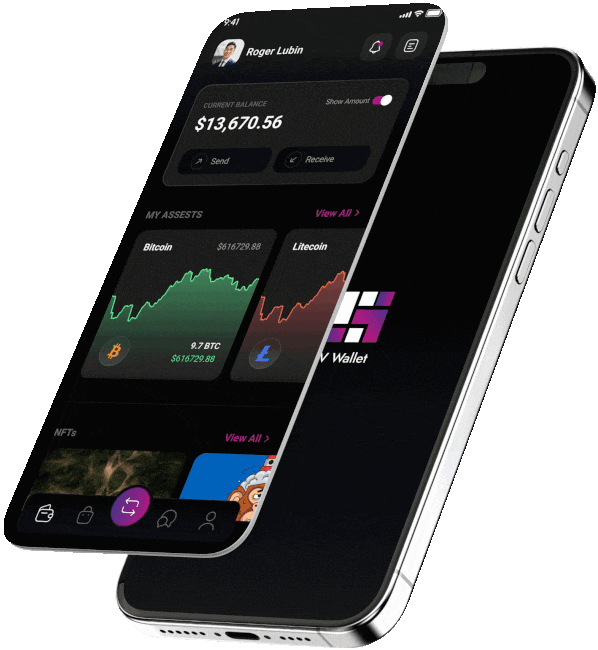 9:41
Roger Lubin
CURRENT BALANCE
Show Amount
$13,670.56
Send
Receive
MY ASSESTS
View All >
Bitcoin
$616729.88
Litecoin
9.7 BTC
$616729.88
Wallet
NFTs
View All >